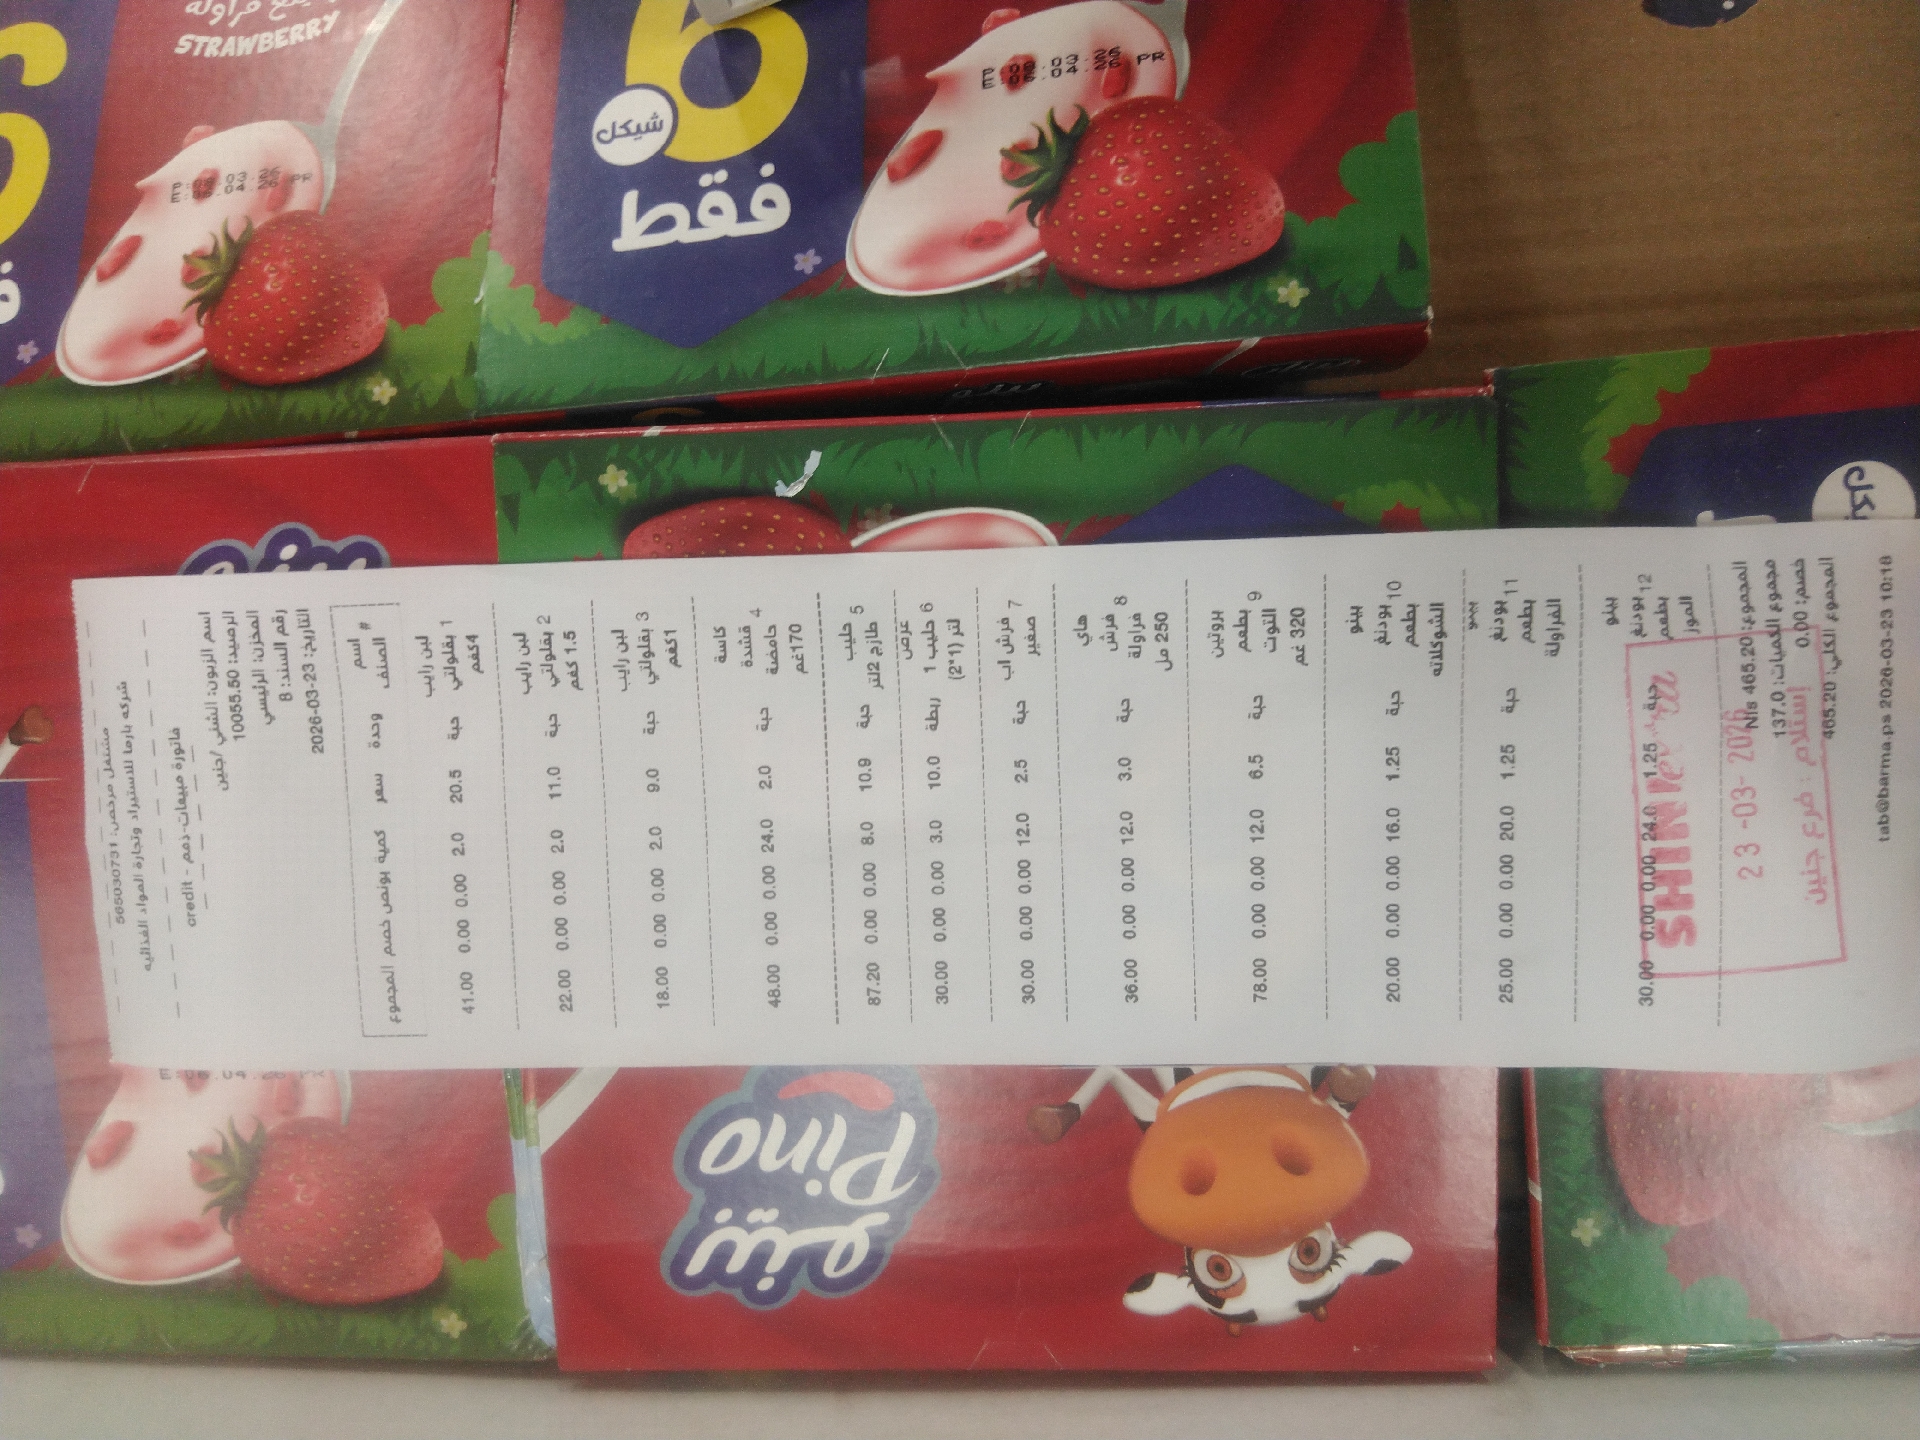 مشتغل مرخص: 565030731
شركه بارما للاستيراد وتجارة المواد الغذائيه
فاتورة مبيعات-ذمم - credit
اسم الزبون: الشني /جنين
الرصيد: 10055.50
المخزن: الرئيسي
رقم السند: 8
التاريخ: 2026-03-23
# اسم الصنف وحدة سعر كمية بونص خصم المجموع
1 لبن رايب بقلولتي 4كغم حبة 20.5 2.0 0.00 0.00 41.00
2 لبن رايب بقلولتي 1.5 كغم حبة 11.0 2.0 0.00 0.00 22.00
3 لبن رايب بقلولتي 1كغم حبة 9.0 2.0 0.00 0.00 18.00
4 كاسة قشدة حامضة 170غم حبة 2.0 24.0 0.00 0.00 48.00
5 حليب طازج 2لتر حبة 10.9 8.0 0.00 0.00 87.20
6 عرض حليب 1 لتر (2*1) ربطة 10.0 3.0 0.00 0.00 30.00
7 فرش اب صغير حبة 2.5 12.0 0.00 0.00 30.00
8 هاي فرش فراولة 250 مل حبة 3.0 12.0 0.00 0.00 36.00
9 بروتين بطعم التوت 320 غم حبة 6.5 12.0 0.00 0.00 78.00
10 بينو بودنغ بطعم الشوكلاته حبة 1.25 16.0 0.00 0.00 20.00
11 بينو بودنغ بطعم الفراولة حبة 1.25 20.0 0.00 0.00 25.00
12 بينو بودنغ بطعم الموز حبة 1.25 24.0 0.00 0.00 30.00
المجموع: 465.20 Nis
مجموع الكميات: 137.0
خصم: 0.00
المجموع الكلي: 465.20
tab@barma.ps 2026-03-23 10:18
23 -03- 2026
إستلام : فرع جنين
STRAWBERRY
6
شيكل
فقط
بينو
Pino